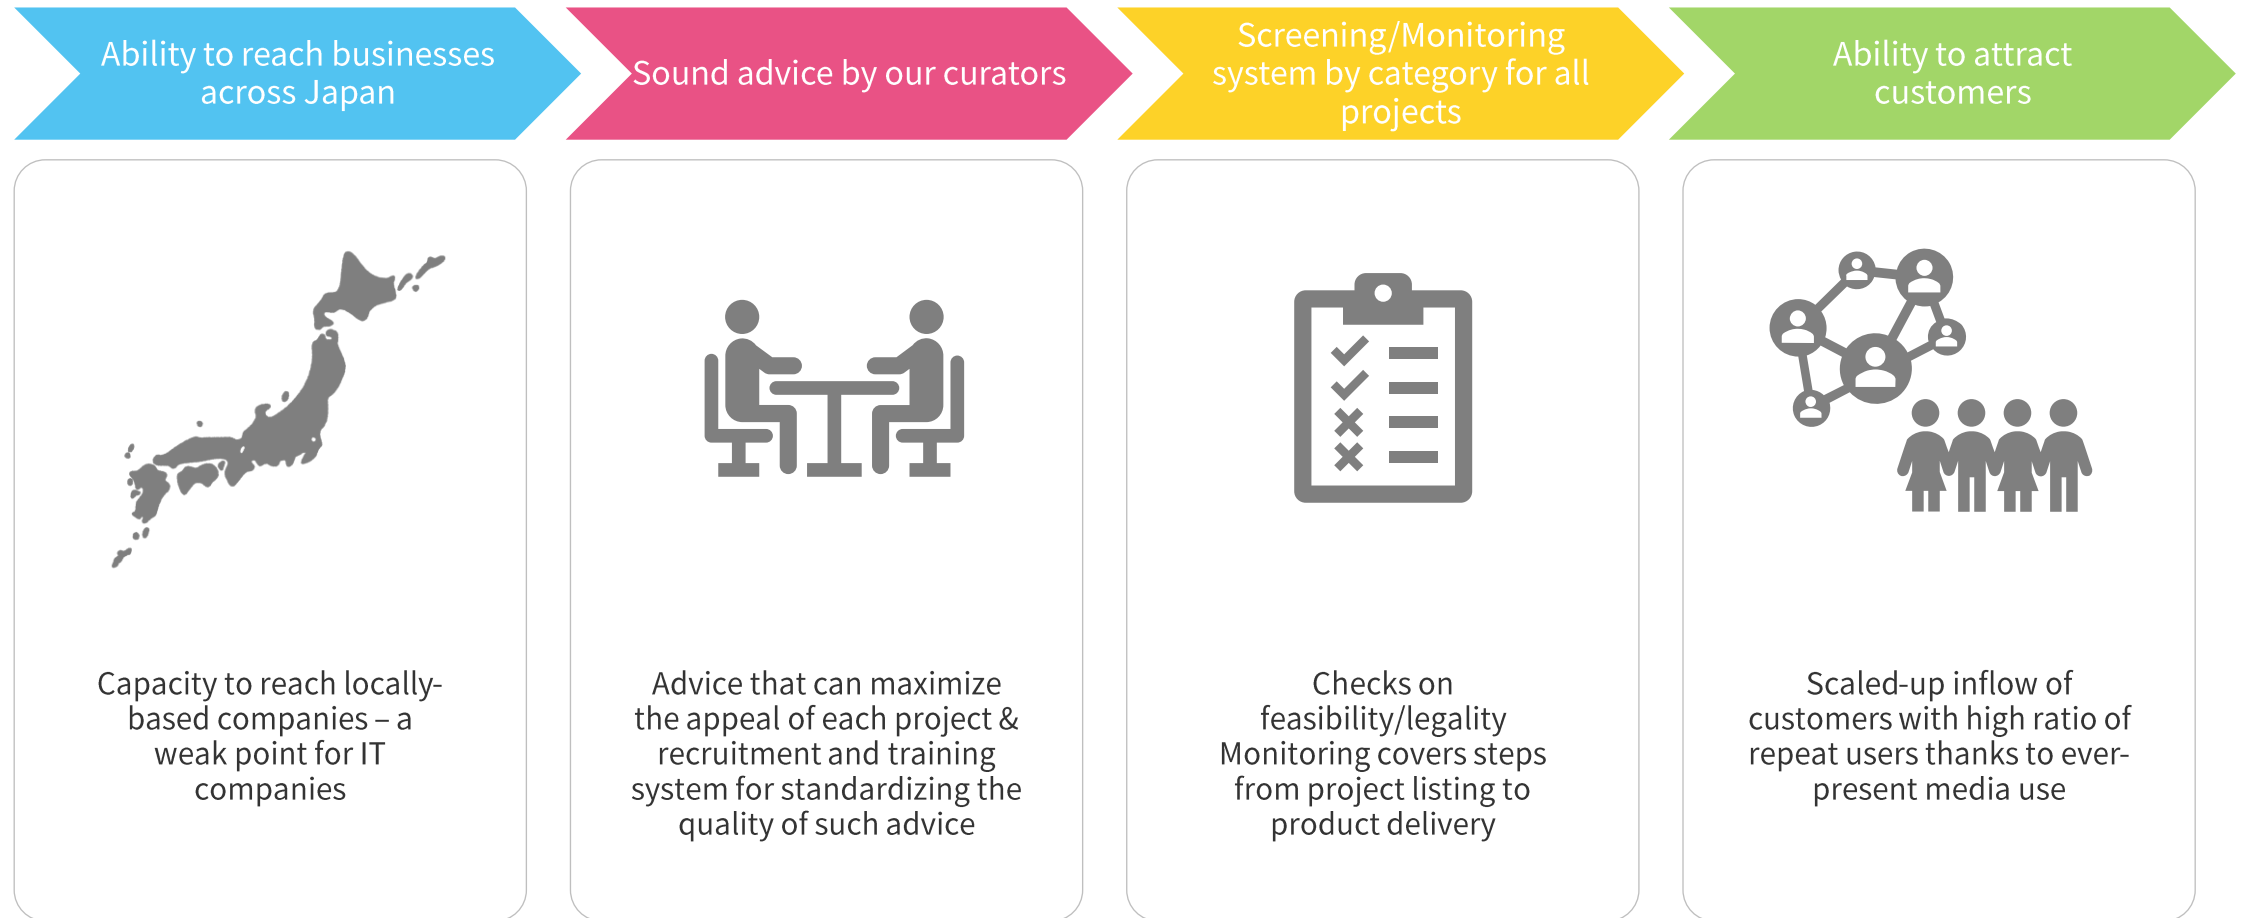 Ability to reach businesses
across Japan
Sound advice by our curators
Screening/Monitoring
system by category for all
projects
Ability to attract
customers
Capacity to reach locally-
based companies – a
weak point for IT
companies
Advice that can maximize
the appeal of each project &
recruitment and training
system for standardizing the
quality of such advice
Checks on
feasibility/legality
Monitoring covers steps
from project listing to
product delivery
Scaled-up inflow of
customers with high ratio of
repeat users thanks to ever-
present media use